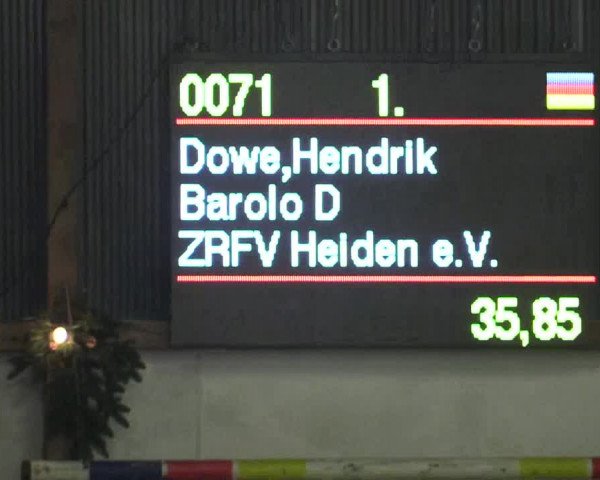 0071 1.
Dowe,Hendrik
Barolo D
ZRFV Heiden e.V.
35,85